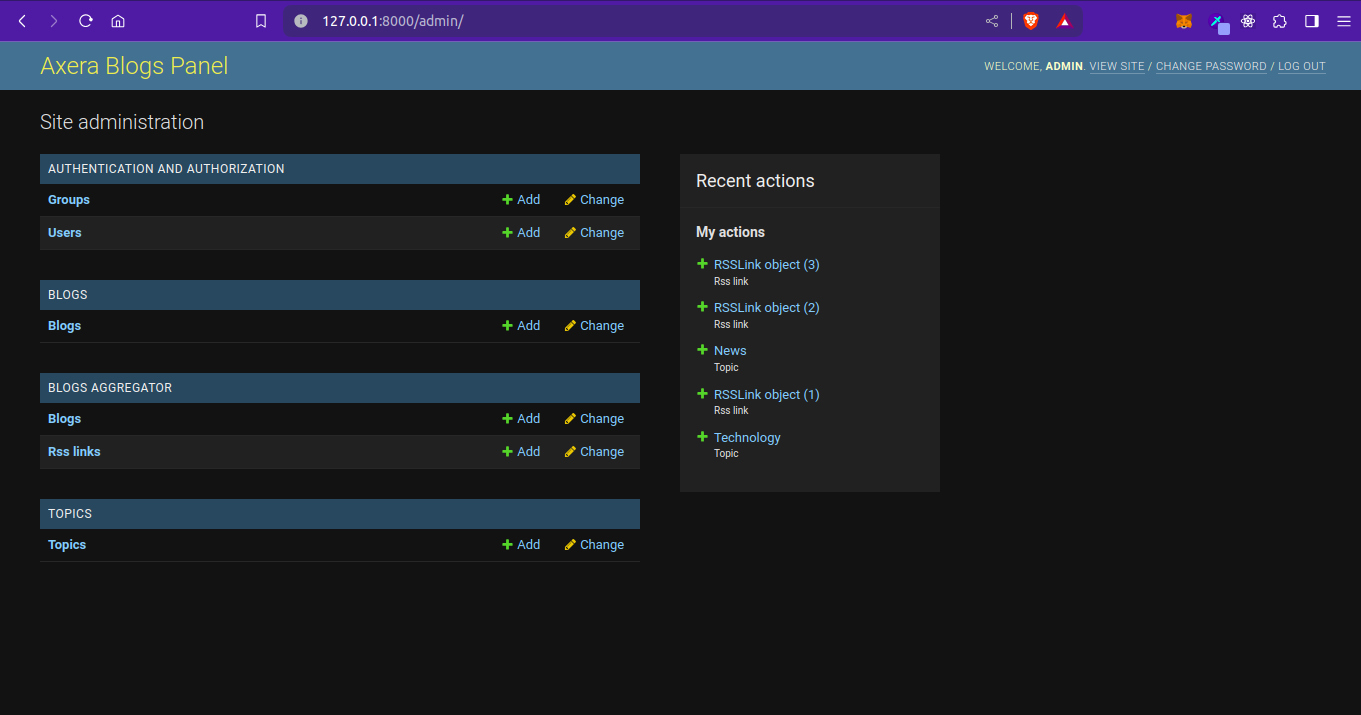 127.0.0.1:8000/admin/
Axera Blogs Panel
WELCOME, ADMIN. VIEW SITE / CHANGE PASSWORD / LOG OUT
Site administration
AUTHENTICATION AND AUTHORIZATION
Groups Add Change
Users Add Change
BLOGS
Blogs Add Change
BLOGS AGGREGATOR
Blogs Add Change
Rss links Add Change
TOPICS
Topics Add Change
Recent actions
My actions
RSSLink object (3)
Rss link
RSSLink object (2)
Rss link
News
Topic
RSSLink object (1)
Rss link
Technology
Topic